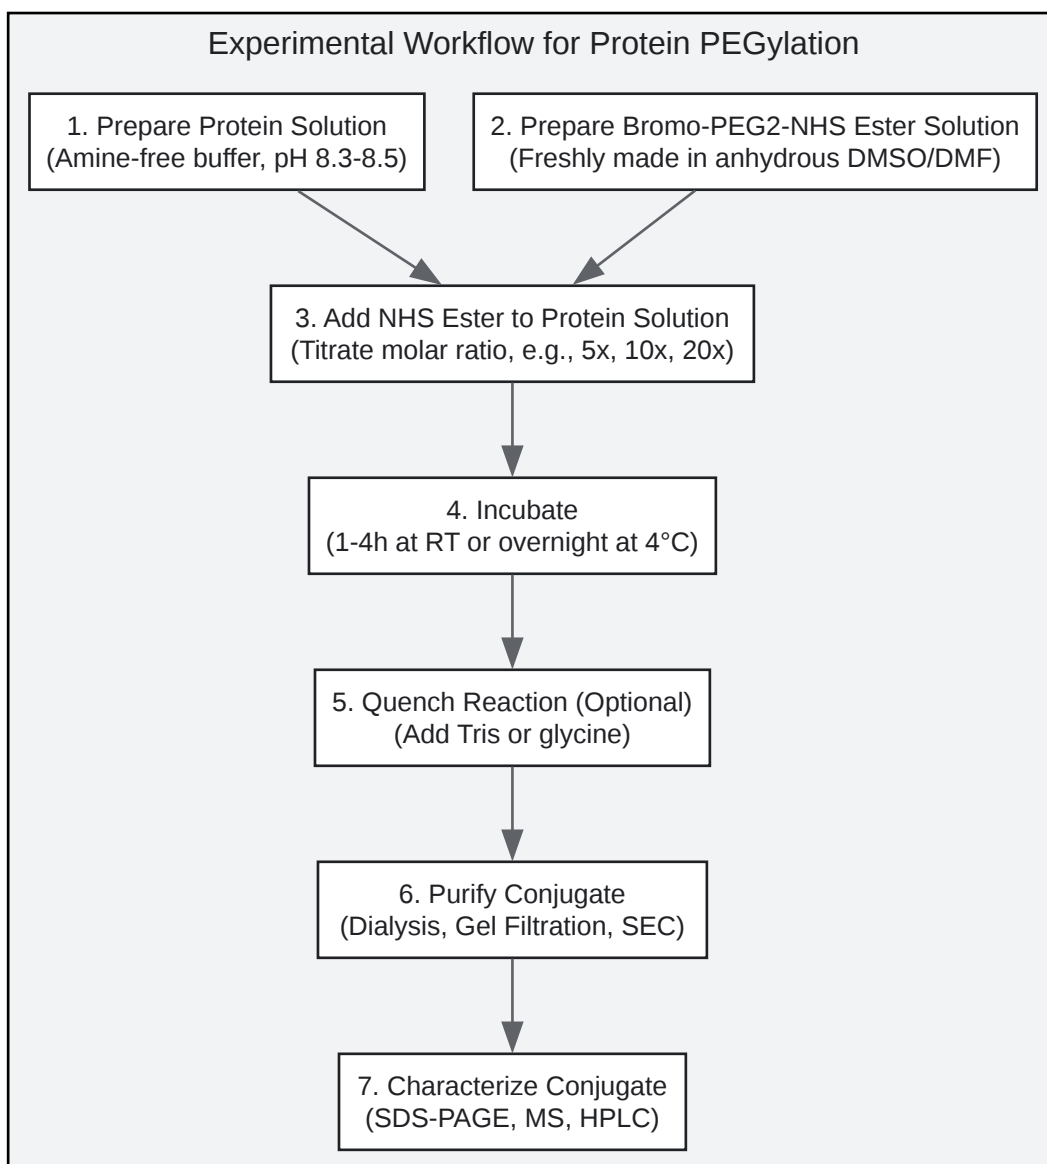 Experimental Workflow for Protein PEGylation
1. Prepare Protein Solution
(Amine-free buffer, pH 8.3-8.5)
2. Prepare Bromo-PEG2-NHS Ester Solution
(Freshly made in anhydrous DMSO/DMF)
3. Add NHS Ester to Protein Solution
(Titrate molar ratio, e.g., 5x, 10x, 20x)
4. Incubate
(1-4h at RT or overnight at 4°C)
5. Quench Reaction (Optional)
(Add Tris or glycine)
6. Purify Conjugate
(Dialysis, Gel Filtration, SEC)
7. Characterize Conjugate
(SDS-PAGE, MS, HPLC)